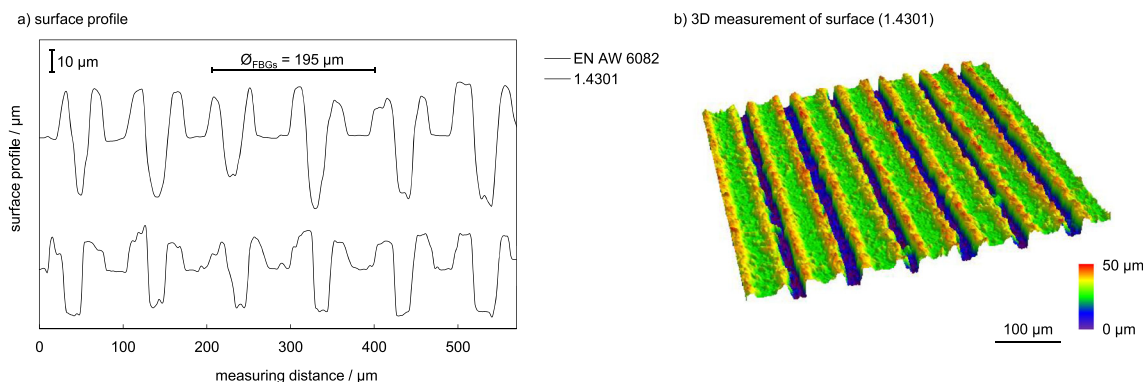 a) surface profile
10 µm
Ø_FBGs = 195 µm
EN AW 6082
1.4301
surface profile / µm
0 100 200 300 400 500
measuring distance / µm
b) 3D measurement of surface (1.4301)
50 µm
0 µm
100 µm